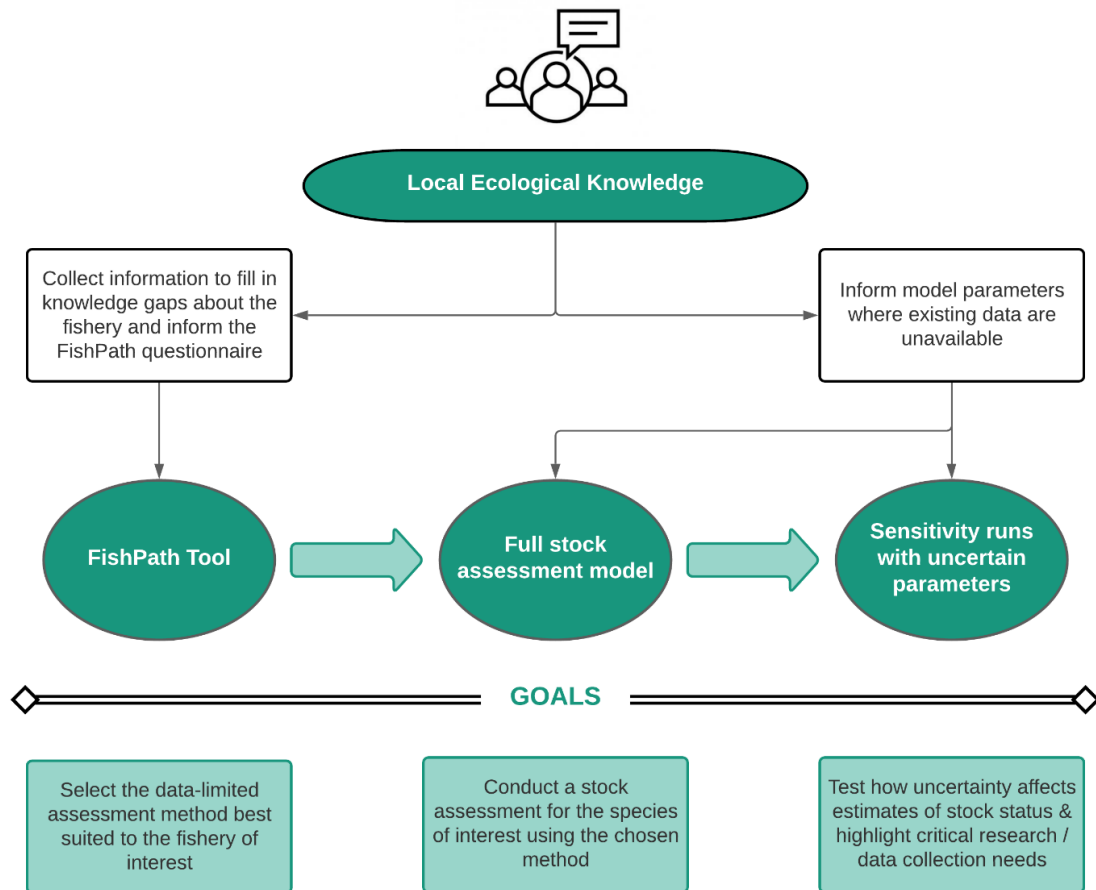 Local Ecological Knowledge
Collect information to fill in
knowledge gaps about the
fishery and inform the
FishPath questionnaire
Inform model parameters
where existing data are
unavailable
FishPath Tool
Full stock
assessment model
Sensitivity runs
with uncertain
parameters
GOALS
Select the data-limited
assessment method best
suited to the fishery of
interest
Conduct a stock
assessment for the species
of interest using the chosen
method
Test how uncertainty affects
estimates of stock status &
highlight critical research /
data collection needs